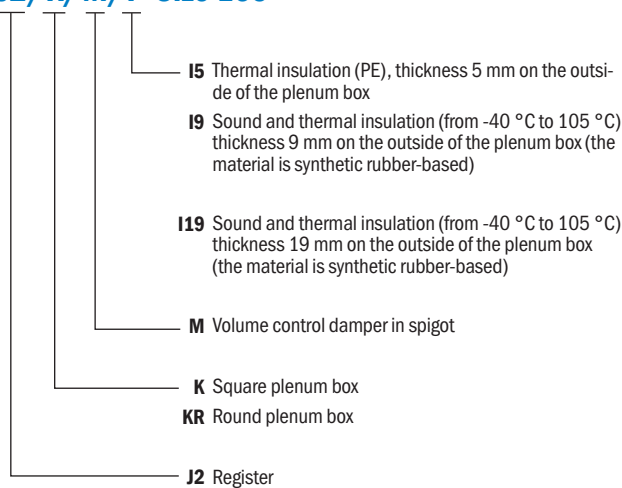 I5 Thermal insulation (PE), thickness 5 mm on the outsi-
de of the plenum box
I9 Sound and thermal insulation (from -40 °C to 105 °C)
thickness 9 mm on the outside of the plenum box (the
material is synthetic rubber-based)
I19 Sound and thermal insulation (from -40 °C to 105 °C)
thickness 19 mm on the outside of the plenum box
(the material is synthetic rubber-based)
M Volume control damper in spigot
K Square plenum box
KR Round plenum box
J2 Register